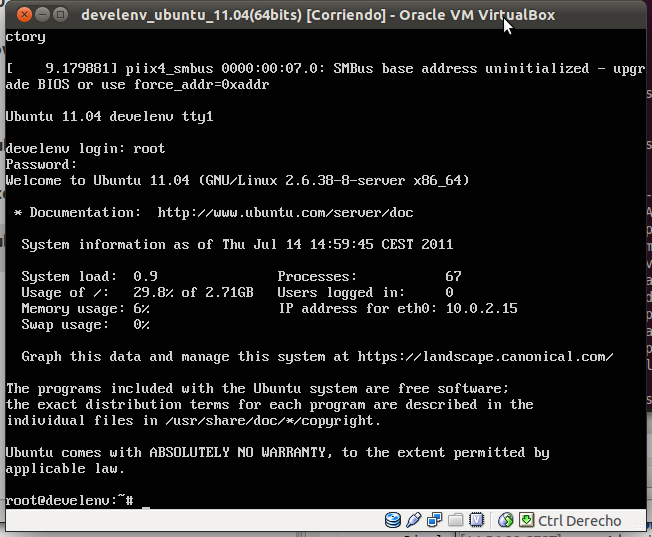 develenv_ubuntu_11.04(64bits) [Corriendo] - Oracle VM VirtualBox
ctory
[    9.179881] piix4_smbus 0000:00:07.0: SMBus base address uninitialized - upgr
ade BIOS or use force_addr=0xaddr
Ubuntu 11.04 develenv tty1
develenv login: root
Password:
Welcome to Ubuntu 11.04 (GNU/Linux 2.6.38-8-server x86_64)
 * Documentation:  http://www.ubuntu.com/server/doc
  System information as of Thu Jul 14 14:59:45 CEST 2011
  System load:  0.9               Processes:           67
  Usage of /:   29.8% of 2.71GB   Users logged in:     0
  Memory usage: 6%                IP address for eth0: 10.0.2.15
  Swap usage:   0%
  Graph this data and manage this system at https://landscape.canonical.com/
The programs included with the Ubuntu system are free software;
the exact distribution terms for each program are described in the
individual files in /usr/share/doc/*/copyright.
Ubuntu comes with ABSOLUTELY NO WARRANTY, to the extent permitted by
applicable law.
root@develenv:~# _
Ctrl Derecho